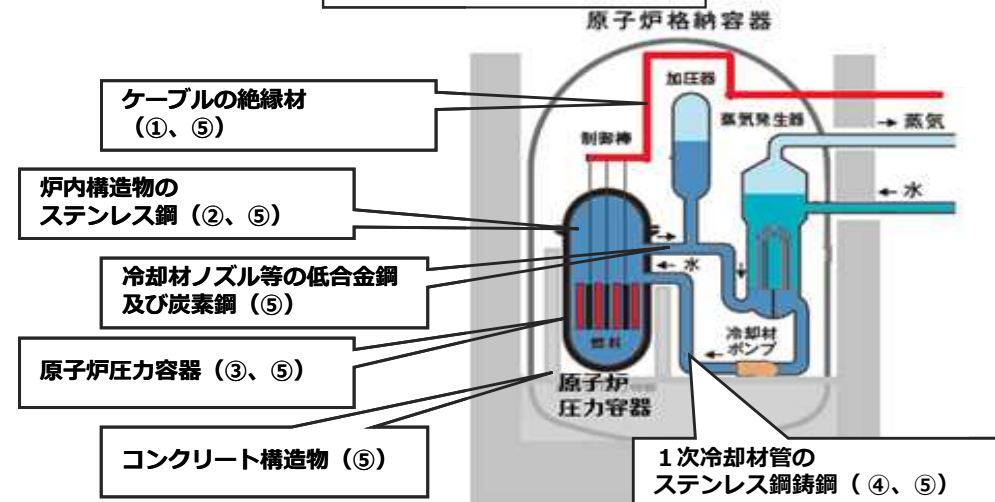 原子炉格納容器
加圧器
ケーブルの絶縁材
(①、⑤)
蒸気発生器
→ 蒸気
制御棒
炉内構造物の
ステンレス鋼(②、⑤)
← 水
→
冷却材ノズル等の低合金鋼
及び炭素鋼(⑤)
← 水
↓
冷却材
ポンプ
←
燃料
原子炉圧力容器(③、⑤)
原子炉
圧力容器
コンクリート構造物(⑤)
1次冷却材管の
ステンレス鋼鋳鋼( ④、⑤)